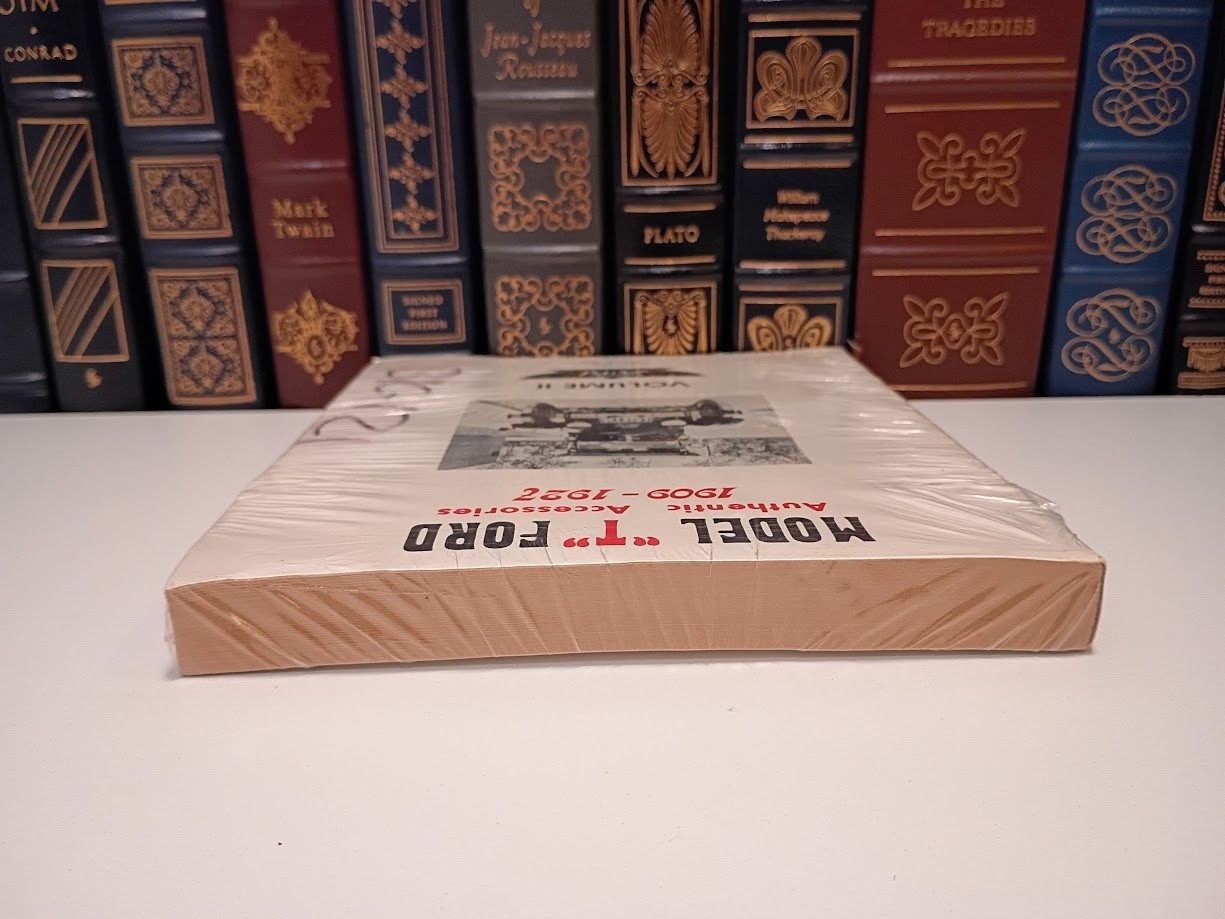 CONRAD
Mark
Twain
SIGNED
FIRST
EDITION
Jean-Jacques
Rousseau
PLATO
William
Makepeace
Thackeray
THE
TRAGEDIES
MODEL “T” FORD
Authentic Accessories
1909 – 1927
VOLUME II